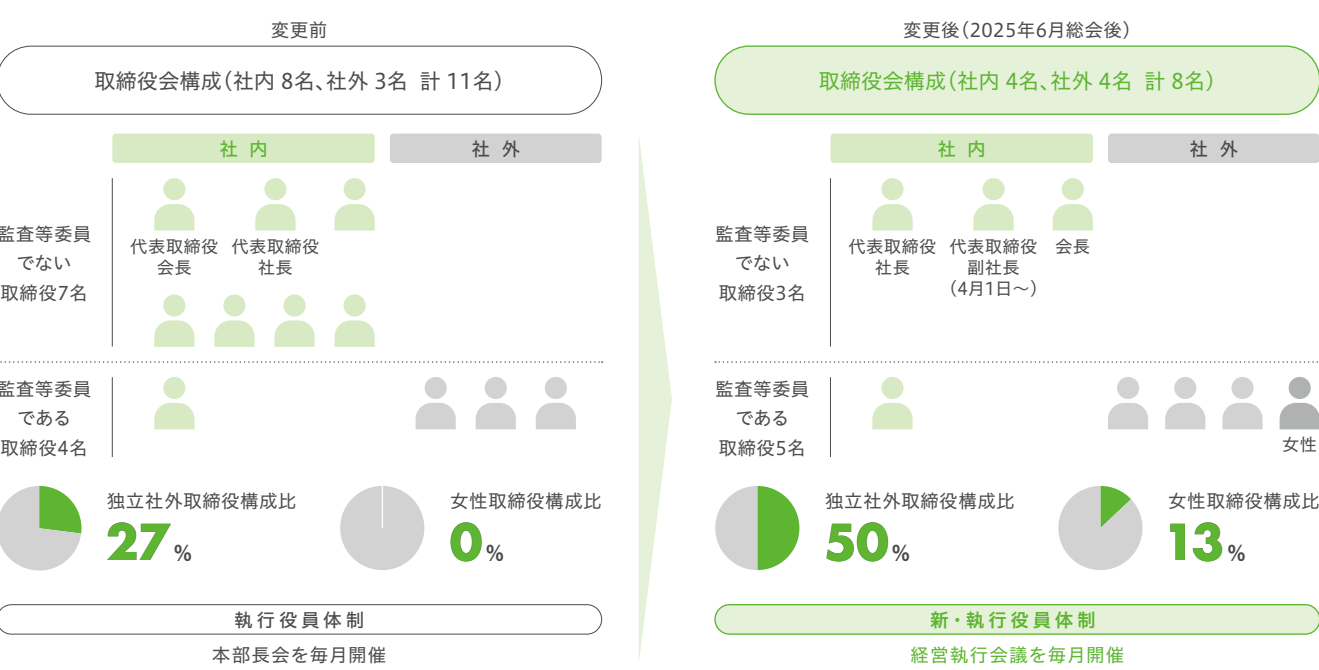 変更前
取締役会構成（社内 8名、社外 3名 計 11名）
社内
社外
監査等委員
でない
取締役7名
代表取締役
会長
代表取締役
社長
監査等委員
である
取締役4名
独立社外取締役構成比
27%
女性取締役構成比
0%
執行役員体制
本部長会を毎月開催
変更後（2025年6月総会後）
取締役会構成（社内 4名、社外 4名 計 8名）
社内
社外
監査等委員
でない
取締役3名
代表取締役
社長
代表取締役
副社長
（4月1日～）
会長
監査等委員
である
取締役5名
女性
独立社外取締役構成比
50%
女性取締役構成比
13%
新・執行役員体制
経営執行会議を毎月開催